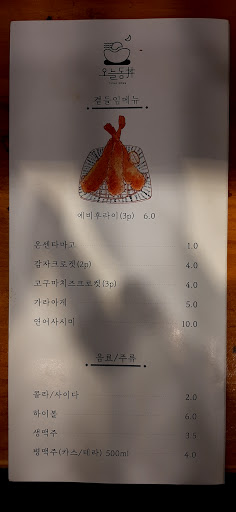 오늘동
곁들임메뉴
에비후라이(3p) 6.0
온센타마고 1.0
감자크로켓(2p) 4.0
고구마치즈크로켓(3p) 4.0
가라아게 5.0
연어사시미 10.0
음료/주류
콜라/사이다 2.0
하이볼 6.0
생맥주 3.5
병맥주(카스/테라) 500ml 4.0